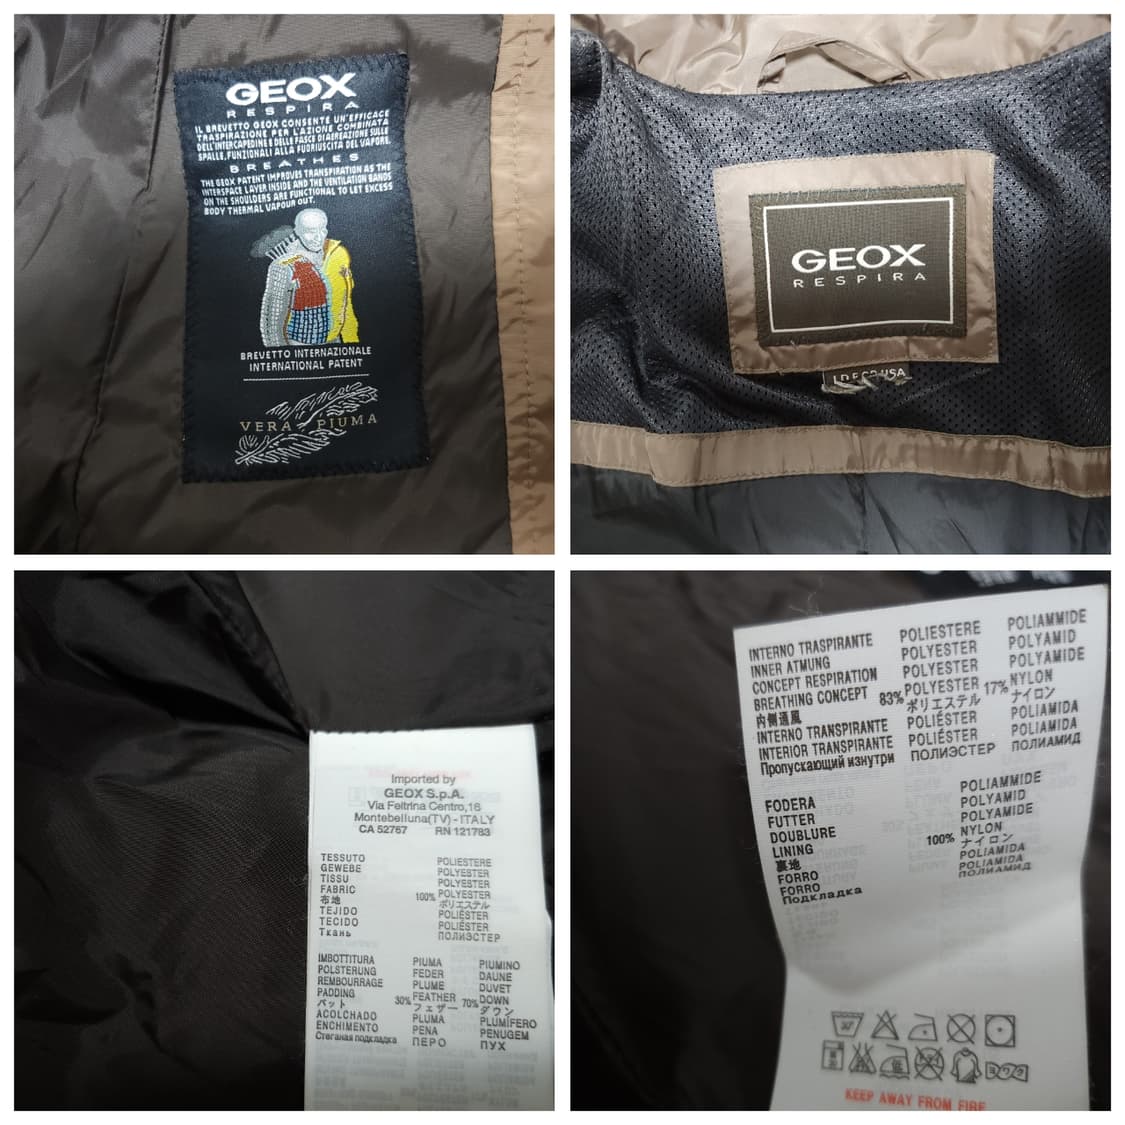 GEOX
RESPIRA
IL BREVETTO GEOX CONSENTE UN'EFFICACE
TRASPIRAZIONE PER L'AZIONE COMBINATA
DELL'INTERCAPEDINE E DELLE FASCE DI AERAZIONE SULLE
SPALLE, FUNZIONALI ALLA FUORIUSCITA DEL VAPORE.
BREATHES
THE GEOX PATENT IMPROVES TRANSPIRATION AS THE
INTERSPACE LAYER INSIDE AND THE VENTILATION BANDS
ON THE SHOULDERS ARE FUNCTIONAL TO LET EXCESS
BODY THERMAL VAPOUR OUT.
BREVETTO INTERNAZIONALE
INTERNATIONAL PATENT
VERA PIUMA
GEOX
RESPIRA
USA
Imported by
GEOX S.p.A.
Via Feltrina Centro,16
Montebelluna(TV) - ITALY
CA 52767 RN 121783
TESSUTO POLIESTERE
GEWEBE POLYESTER
TISSU POLYESTER
FABRIC 100% POLYESTER
布地 ポリエステル
TEJIDO POLIÉSTER
TECIDO POLIÉSTER
Ткань ПОЛИЭСТЕР
IMBOTTITURA PIUMA PIUMINO
POLSTERUNG FEDER DAUNE
REMBOURRAGE PLUME DUVET
PADDING 30% FEATHER 70% DOWN
パット フェザー ダウン
ACOLCHADO PLUMA PLUMÍFERO
ENCHIMENTO PENA PENUGEM
Стеганая подкладка ПЕРО ПУХ
INTERNO TRASPIRANTE POLIESTERE POLIAMMIDE
INNER ATMUNG POLYESTER POLYAMID
CONCEPT RESPIRATION POLYESTER POLYAMIDE
BREATHING CONCEPT 83% POLYESTER 17% NYLON
内側通風 ポリエステル ナイロン
INTERNO TRANSPIRANTE POLIÉSTER POLIAMIDA
INTERIOR TRANSPIRANTE POLIÉSTER POLIAMIDA
Пропускающий изнутри ПОЛИЭСТЕР ПОЛИАМИД
FODERA POLIAMMIDE
FUTTER POLYAMID
DOUBLURE POLYAMIDE
LINING 100% NYLON
裏地 ナイロン
FORRO POLIAMIDA
FORRO POLIAMIDA
Подкладка ПОЛИАМИД
KEEP AWAY FROM FIRE